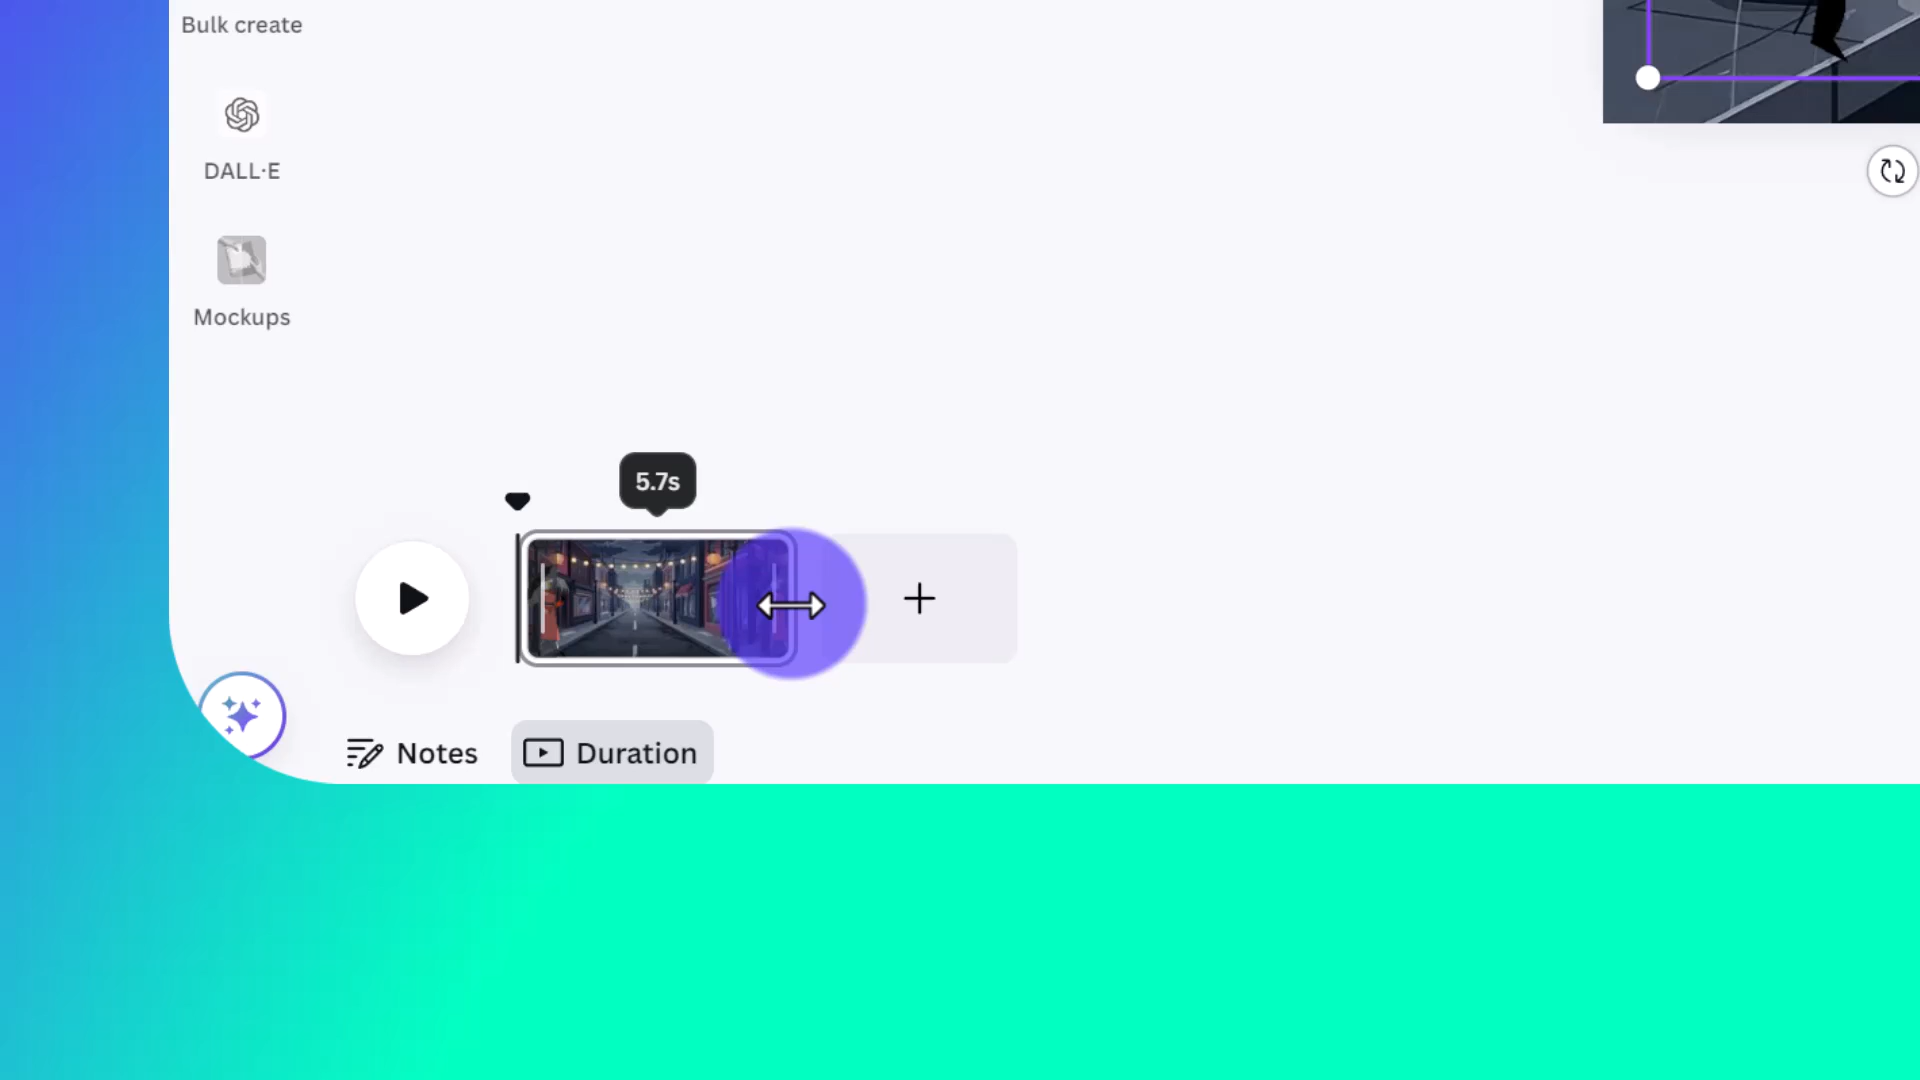 Bulk create
DALL·E
Mockups
5.7s
Notes
Duration